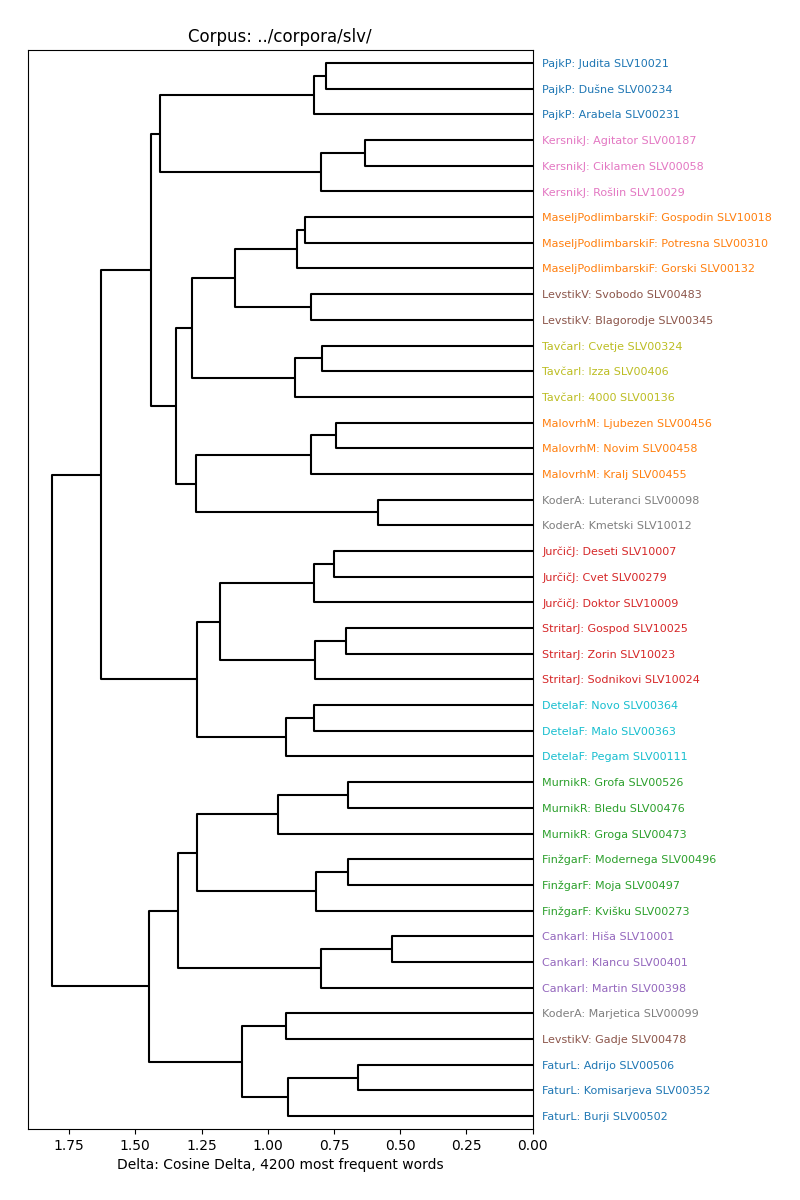 Corpus: ../corpora/slv/
PajkP: Judita SLV10021
PajkP: Dušne SLV00234
PajkP: Arabela SLV00231
KersnikJ: Agitator SLV00187
KersnikJ: Ciklamen SLV00058
KersnikJ: Rošlin SLV10029
MaseljPodlimbarskiF: Gospodin SLV10018
MaseljPodlimbarskiF: Potresna SLV00310
MaseljPodlimbarskiF: Gorski SLV00132
LevstikV: Svobodo SLV00483
LevstikV: Blagorodje SLV00345
TavčarI: Cvetje SLV00324
TavčarI: Izza SLV00406
TavčarI: 4000 SLV00136
MalovrhM: Ljubezen SLV00456
MalovrhM: Novim SLV00458
MalovrhM: Kralj SLV00455
KoderA: Luteranci SLV00098
KoderA: Kmetski SLV10012
JurčičJ: Deseti SLV10007
JurčičJ: Cvet SLV00279
JurčičJ: Doktor SLV10009
StritarJ: Gospod SLV10025
StritarJ: Zorin SLV10023
StritarJ: Sodnikovi SLV10024
DetelaF: Novo SLV00364
DetelaF: Malo SLV00363
DetelaF: Pegam SLV00111
MurnikR: Grofa SLV00526
MurnikR: Bledu SLV00476
MurnikR: Groga SLV00473
FinžgarF: Modernega SLV00496
FinžgarF: Moja SLV00497
FinžgarF: Kvišku SLV00273
CankarI: Hiša SLV10001
CankarI: Klancu SLV00401
CankarI: Martin SLV00398
KoderA: Marjetica SLV00099
LevstikV: Gadje SLV00478
FaturL: Adrijo SLV00506
FaturL: Komisarjeva SLV00352
FaturL: Burji SLV00502
1.75 1.50 1.25 1.00 0.75 0.50 0.25 0.00
Delta: Cosine Delta, 4200 most frequent words